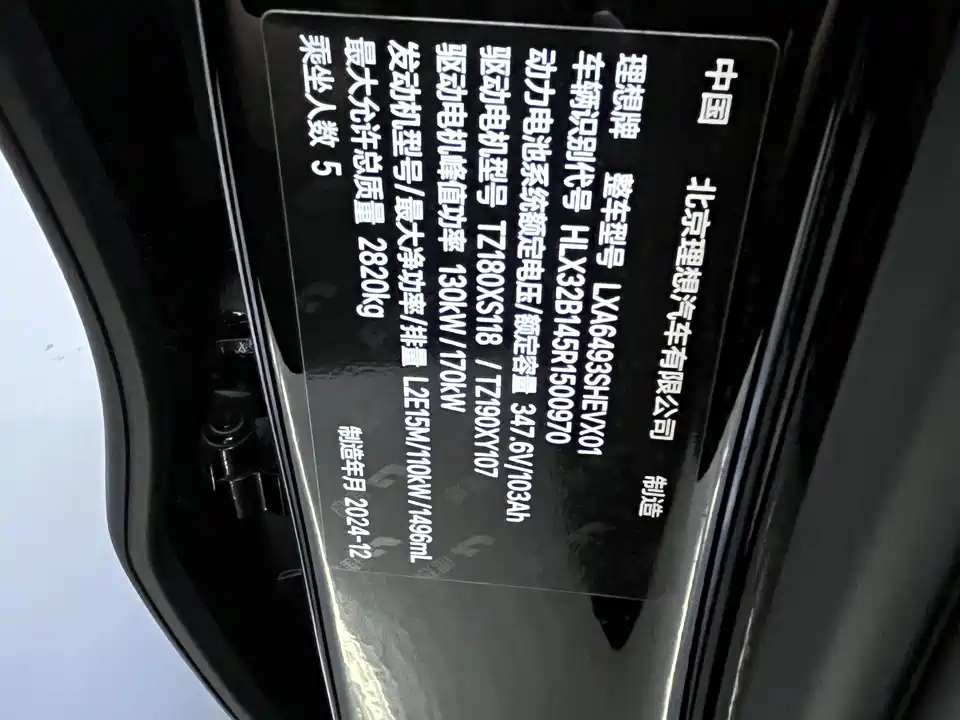 中国 北京理想汽车有限公司 制造
理想牌 整车型号 LXA6493SHEVX01
车辆识别代号 HLX32B145R1500970
动力电池系统额定电压/额定容量 347.6V/103Ah
驱动电机型号 TZ180XS118 / TZ190XY107
驱动电机峰值功率 130kW/170kW
发动机型号/最大净功率/排量 L2E15M/110kW/1496mL
最大允许总质量 2820kg
乘坐人数 5 制造年月 2024-12